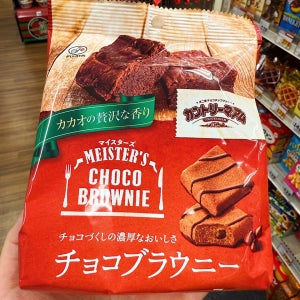 カカオの贅沢な香り
カントリーマアム
マイスターズ
MEISTER'S
CHOCO
BROWNIE
チョコづくしの濃厚なおいしさ
チョコブラウニー